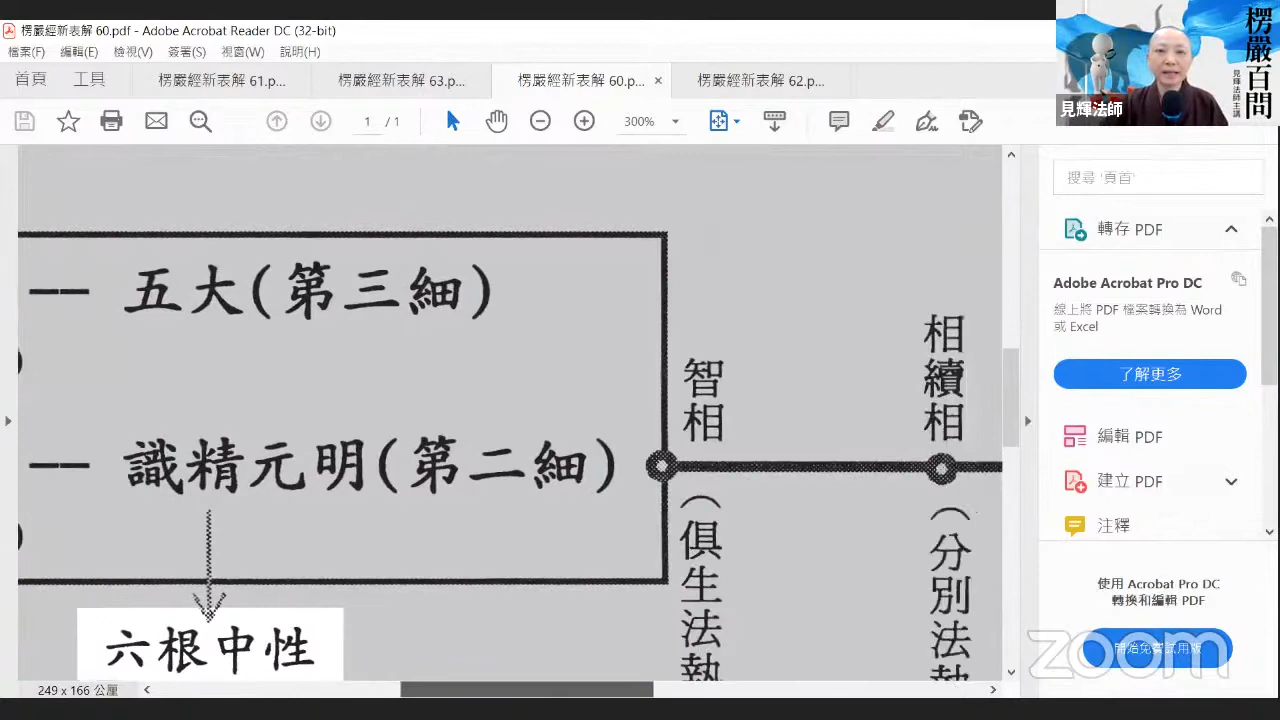 楞嚴經新表解 60.pdf - Adobe Acrobat Reader DC (32-bit)
檔案(F) 編輯(E) 檢視(V) 簽署(S) 視窗(W) 說明(H)
首頁 工具 楞嚴經新表解 61.p... 楞嚴經新表解 63.p... 楞嚴經新表解 60.p... × 楞嚴經新表解 62.p...
1 / 1 300%
楞嚴百問
見輝法師主講
見輝法師
五大(第三細)
識精元明(第二細)
六根中性
智相
(俱生法執
相續相
(分別法執
249 x 166 公厘
搜尋 '頁首'
轉存 PDF
Adobe Acrobat Pro DC
線上將 PDF 檔案轉換為 Word
或 Excel
了解更多
編輯 PDF
建立 PDF
注釋
使用 Acrobat Pro DC
轉換和編輯 PDF
開始免費試用版
zoom